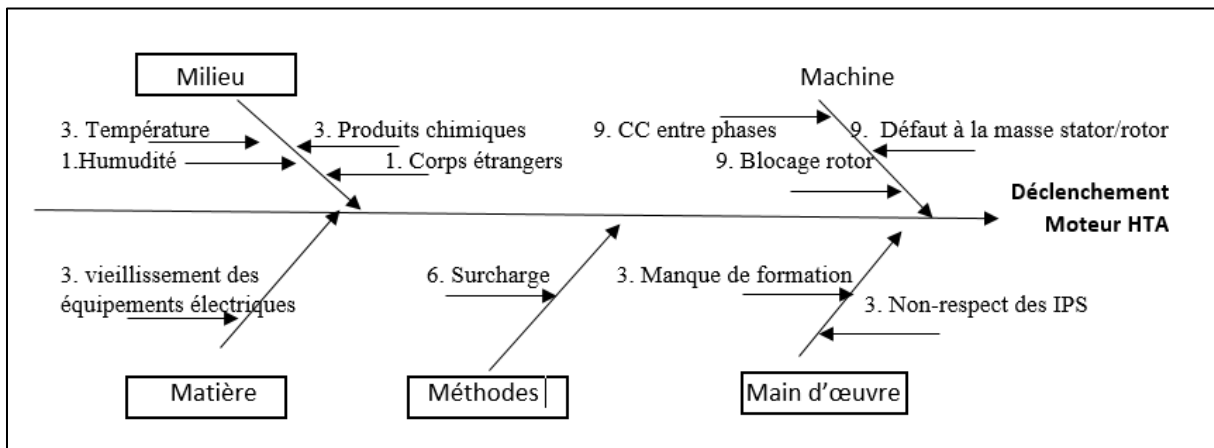 Milieu
Machine
3. Température
3. Produits chimiques
9. CC entre phases
9. Défaut à la masse stator/rotor
1.Humudité
1. Corps étrangers
9. Blocage rotor
Déclenchement
Moteur HTA
3. vieillissement des
équipements électriques
6. Surcharge
3. Manque de formation
3. Non-respect des IPS
Matière
Méthodes
Main d'œuvre